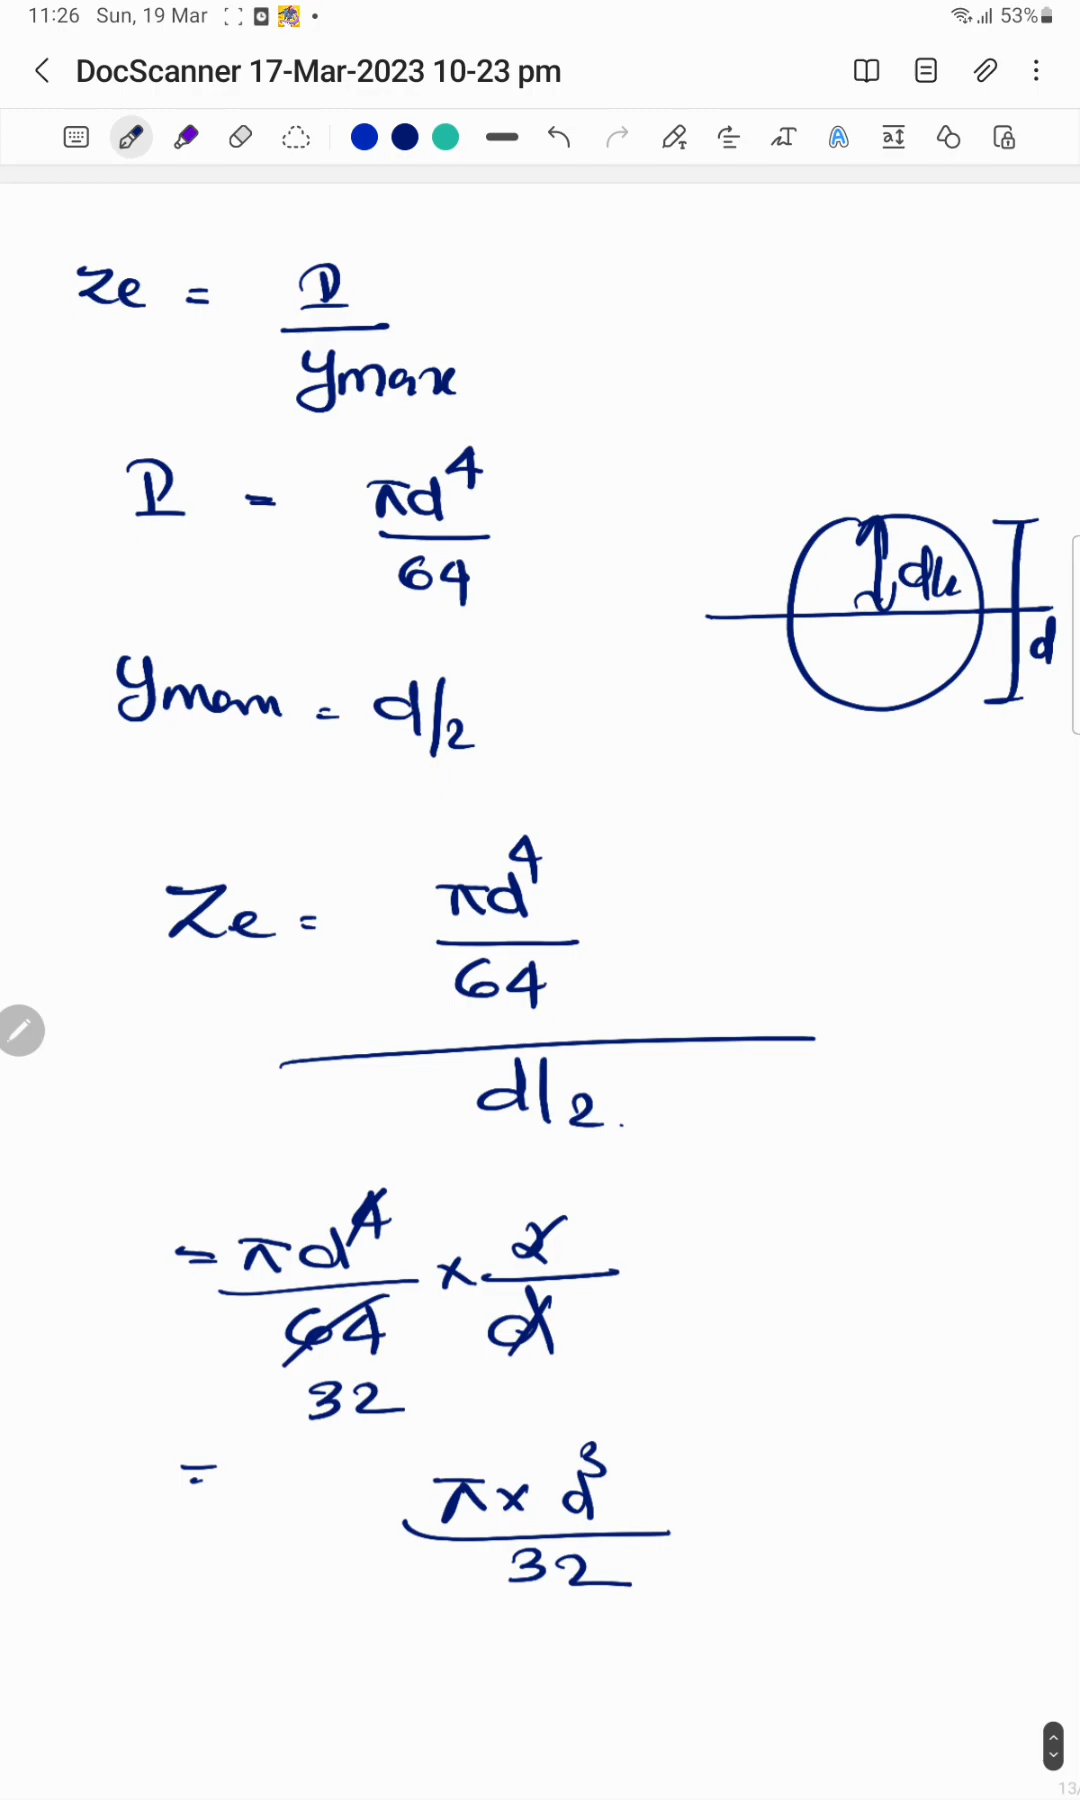 11:26 Sun, 19 Mar 53%
DocScanner 17-Mar-2023 10-23 pm
Ze = I / ymax
I = πd⁴ / 64
d/2
d
ymax = d/2
Ze = πd⁴ / 64
d/2.
= πd⁴ / 64 × 2 / d
32
= π × d³ / 32
13/